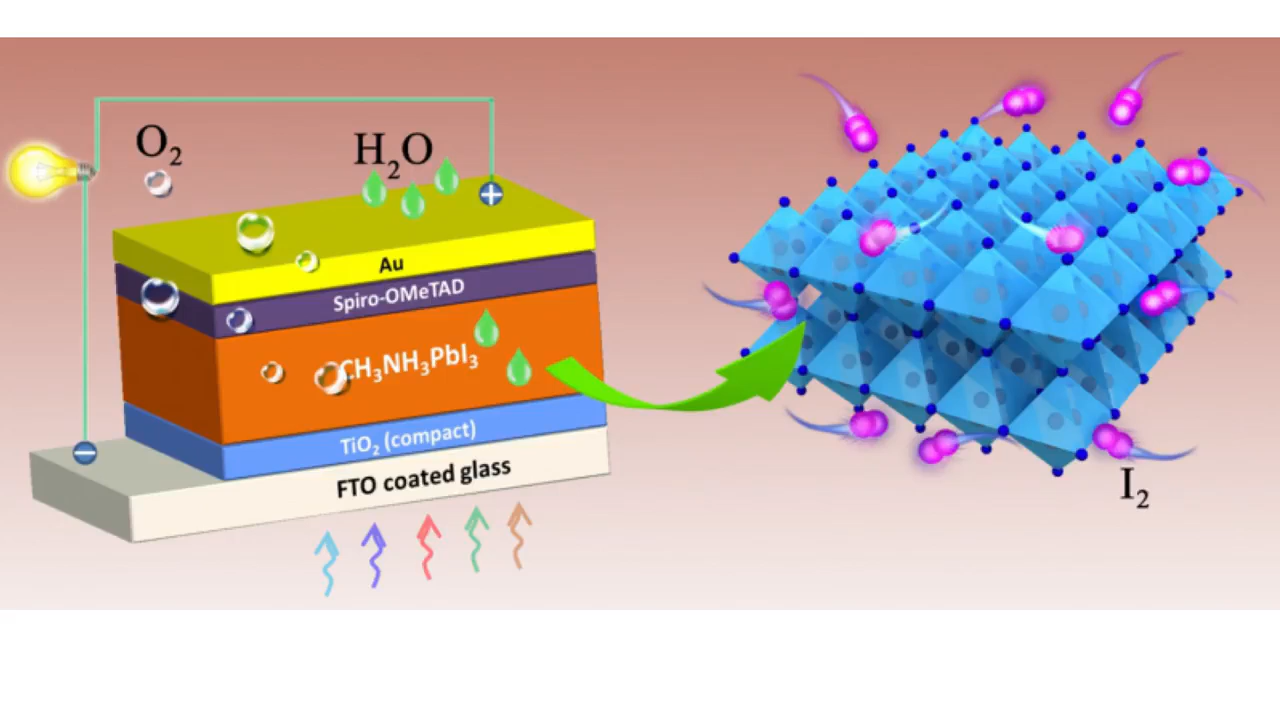 O₂
H₂O
+
Au
Spiro-OMeTAD
CH₃NH₃PbI₃
TiO₂ (compact)
−
FTO coated glass
I₂